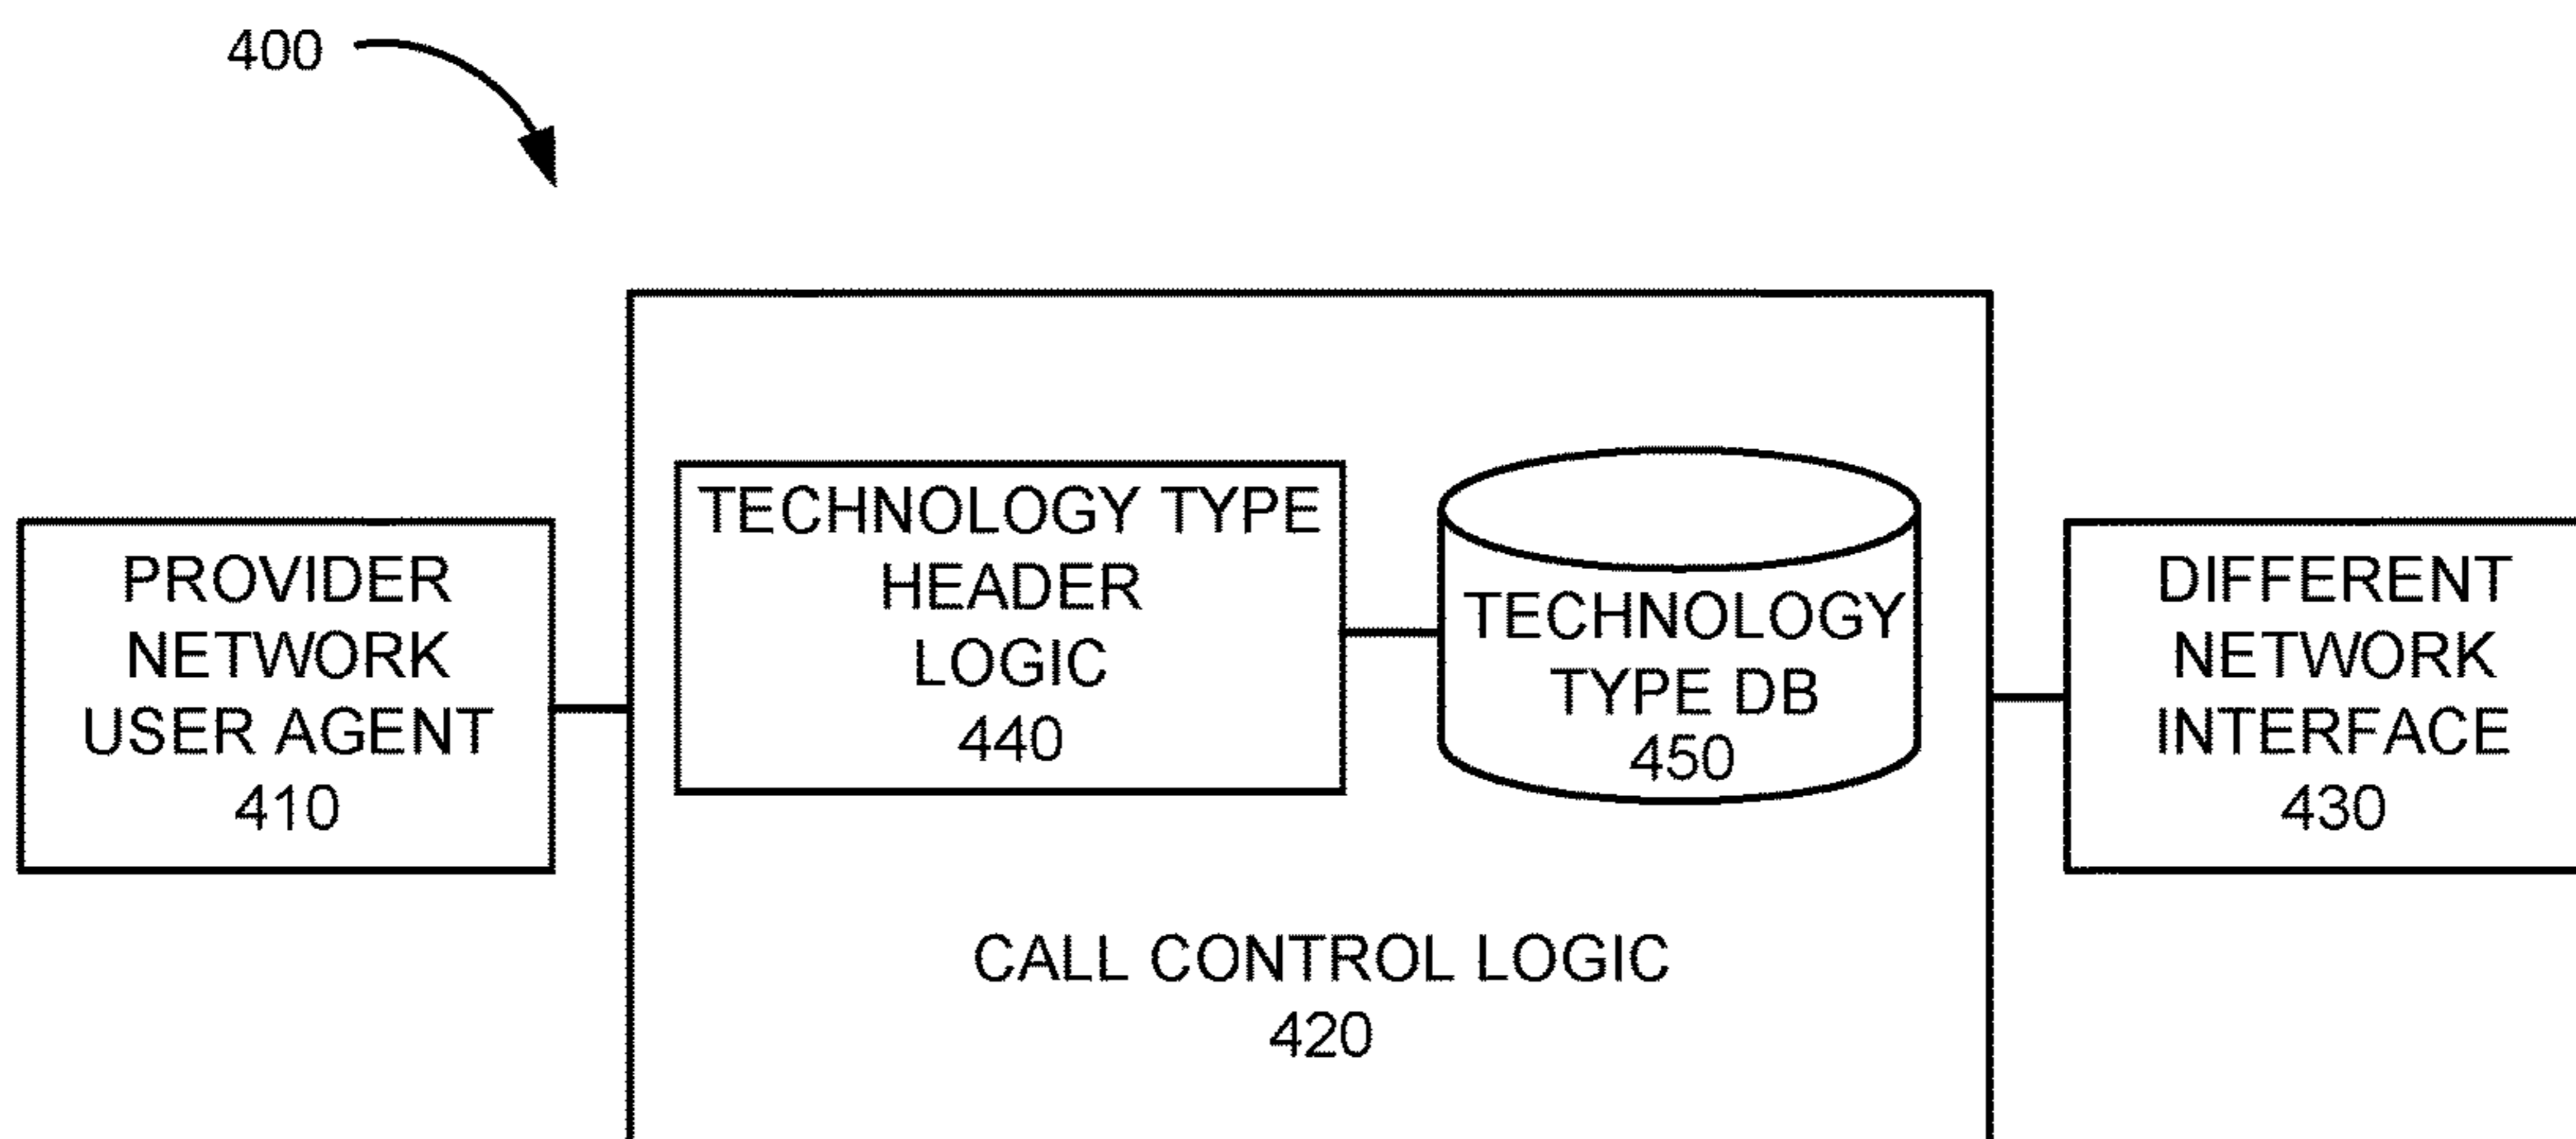 400
PROVIDER
NETWORK
USER AGENT
410
TECHNOLOGY TYPE
HEADER
LOGIC
440
TECHNOLOGY
TYPE DB
450
CALL CONTROL LOGIC
420
DIFFERENT
NETWORK
INTERFACE
430